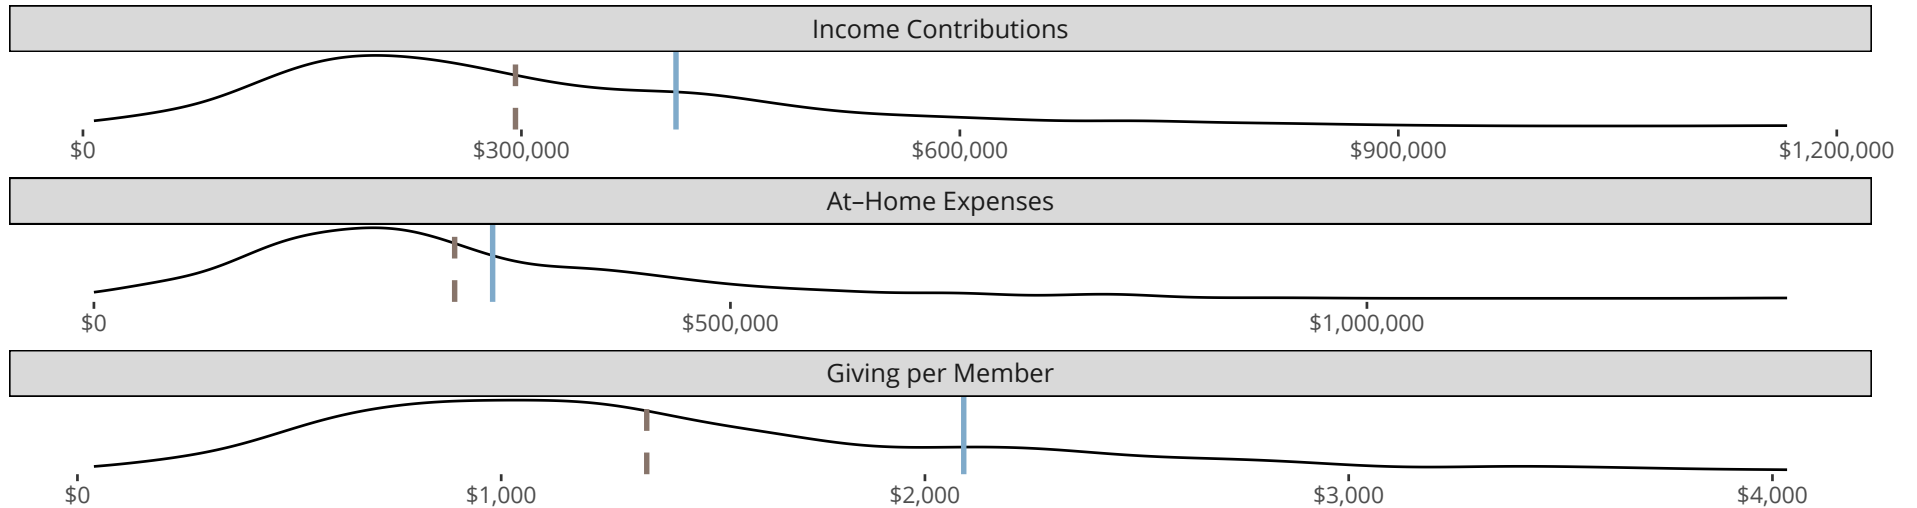 Income Contributions
$0 $300,000 $600,000 $900,000 $1,200,000
At–Home Expenses
$0 $500,000 $1,000,000
Giving per Member
$0 $1,000 $2,000 $3,000 $4,000